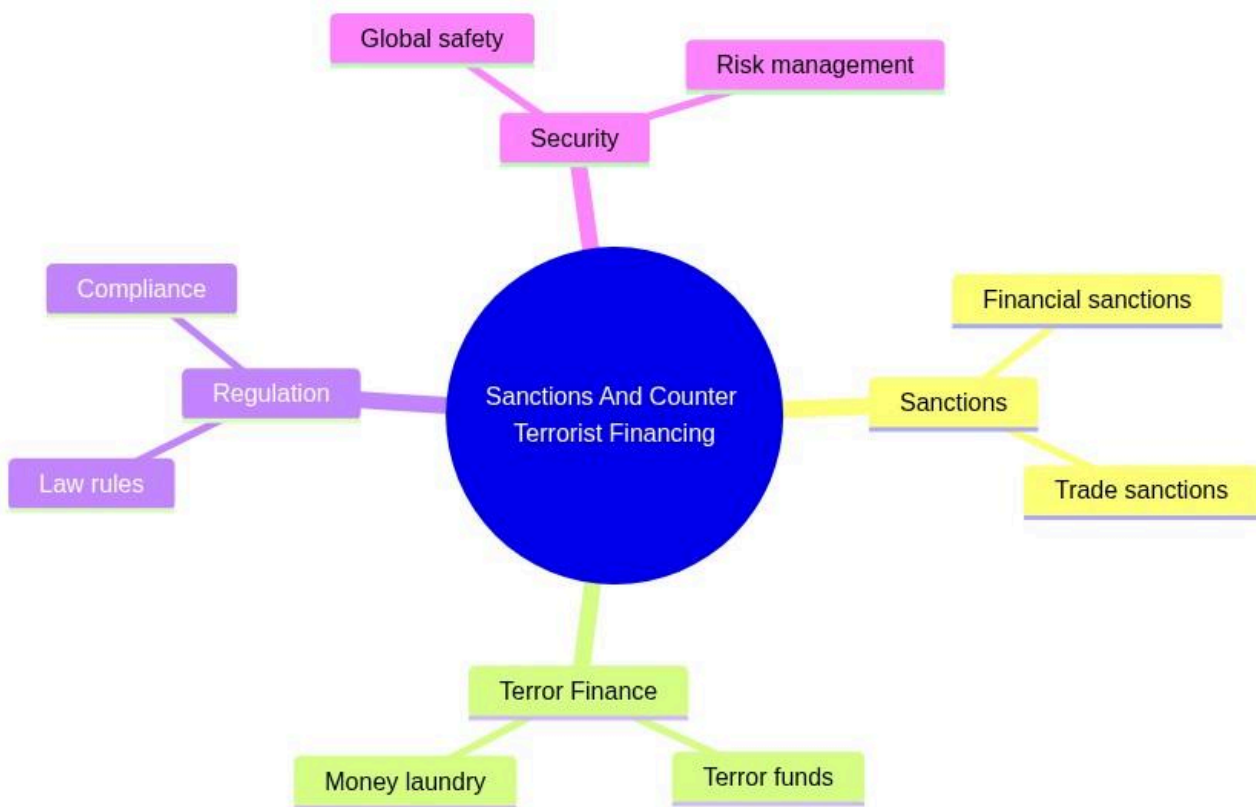 Global safety
Risk management
Security
Compliance
Financial sanctions
Regulation
Sanctions And Counter
Terrorist Financing
Sanctions
Law rules
Trade sanctions
Terror Finance
Money laundry
Terror funds